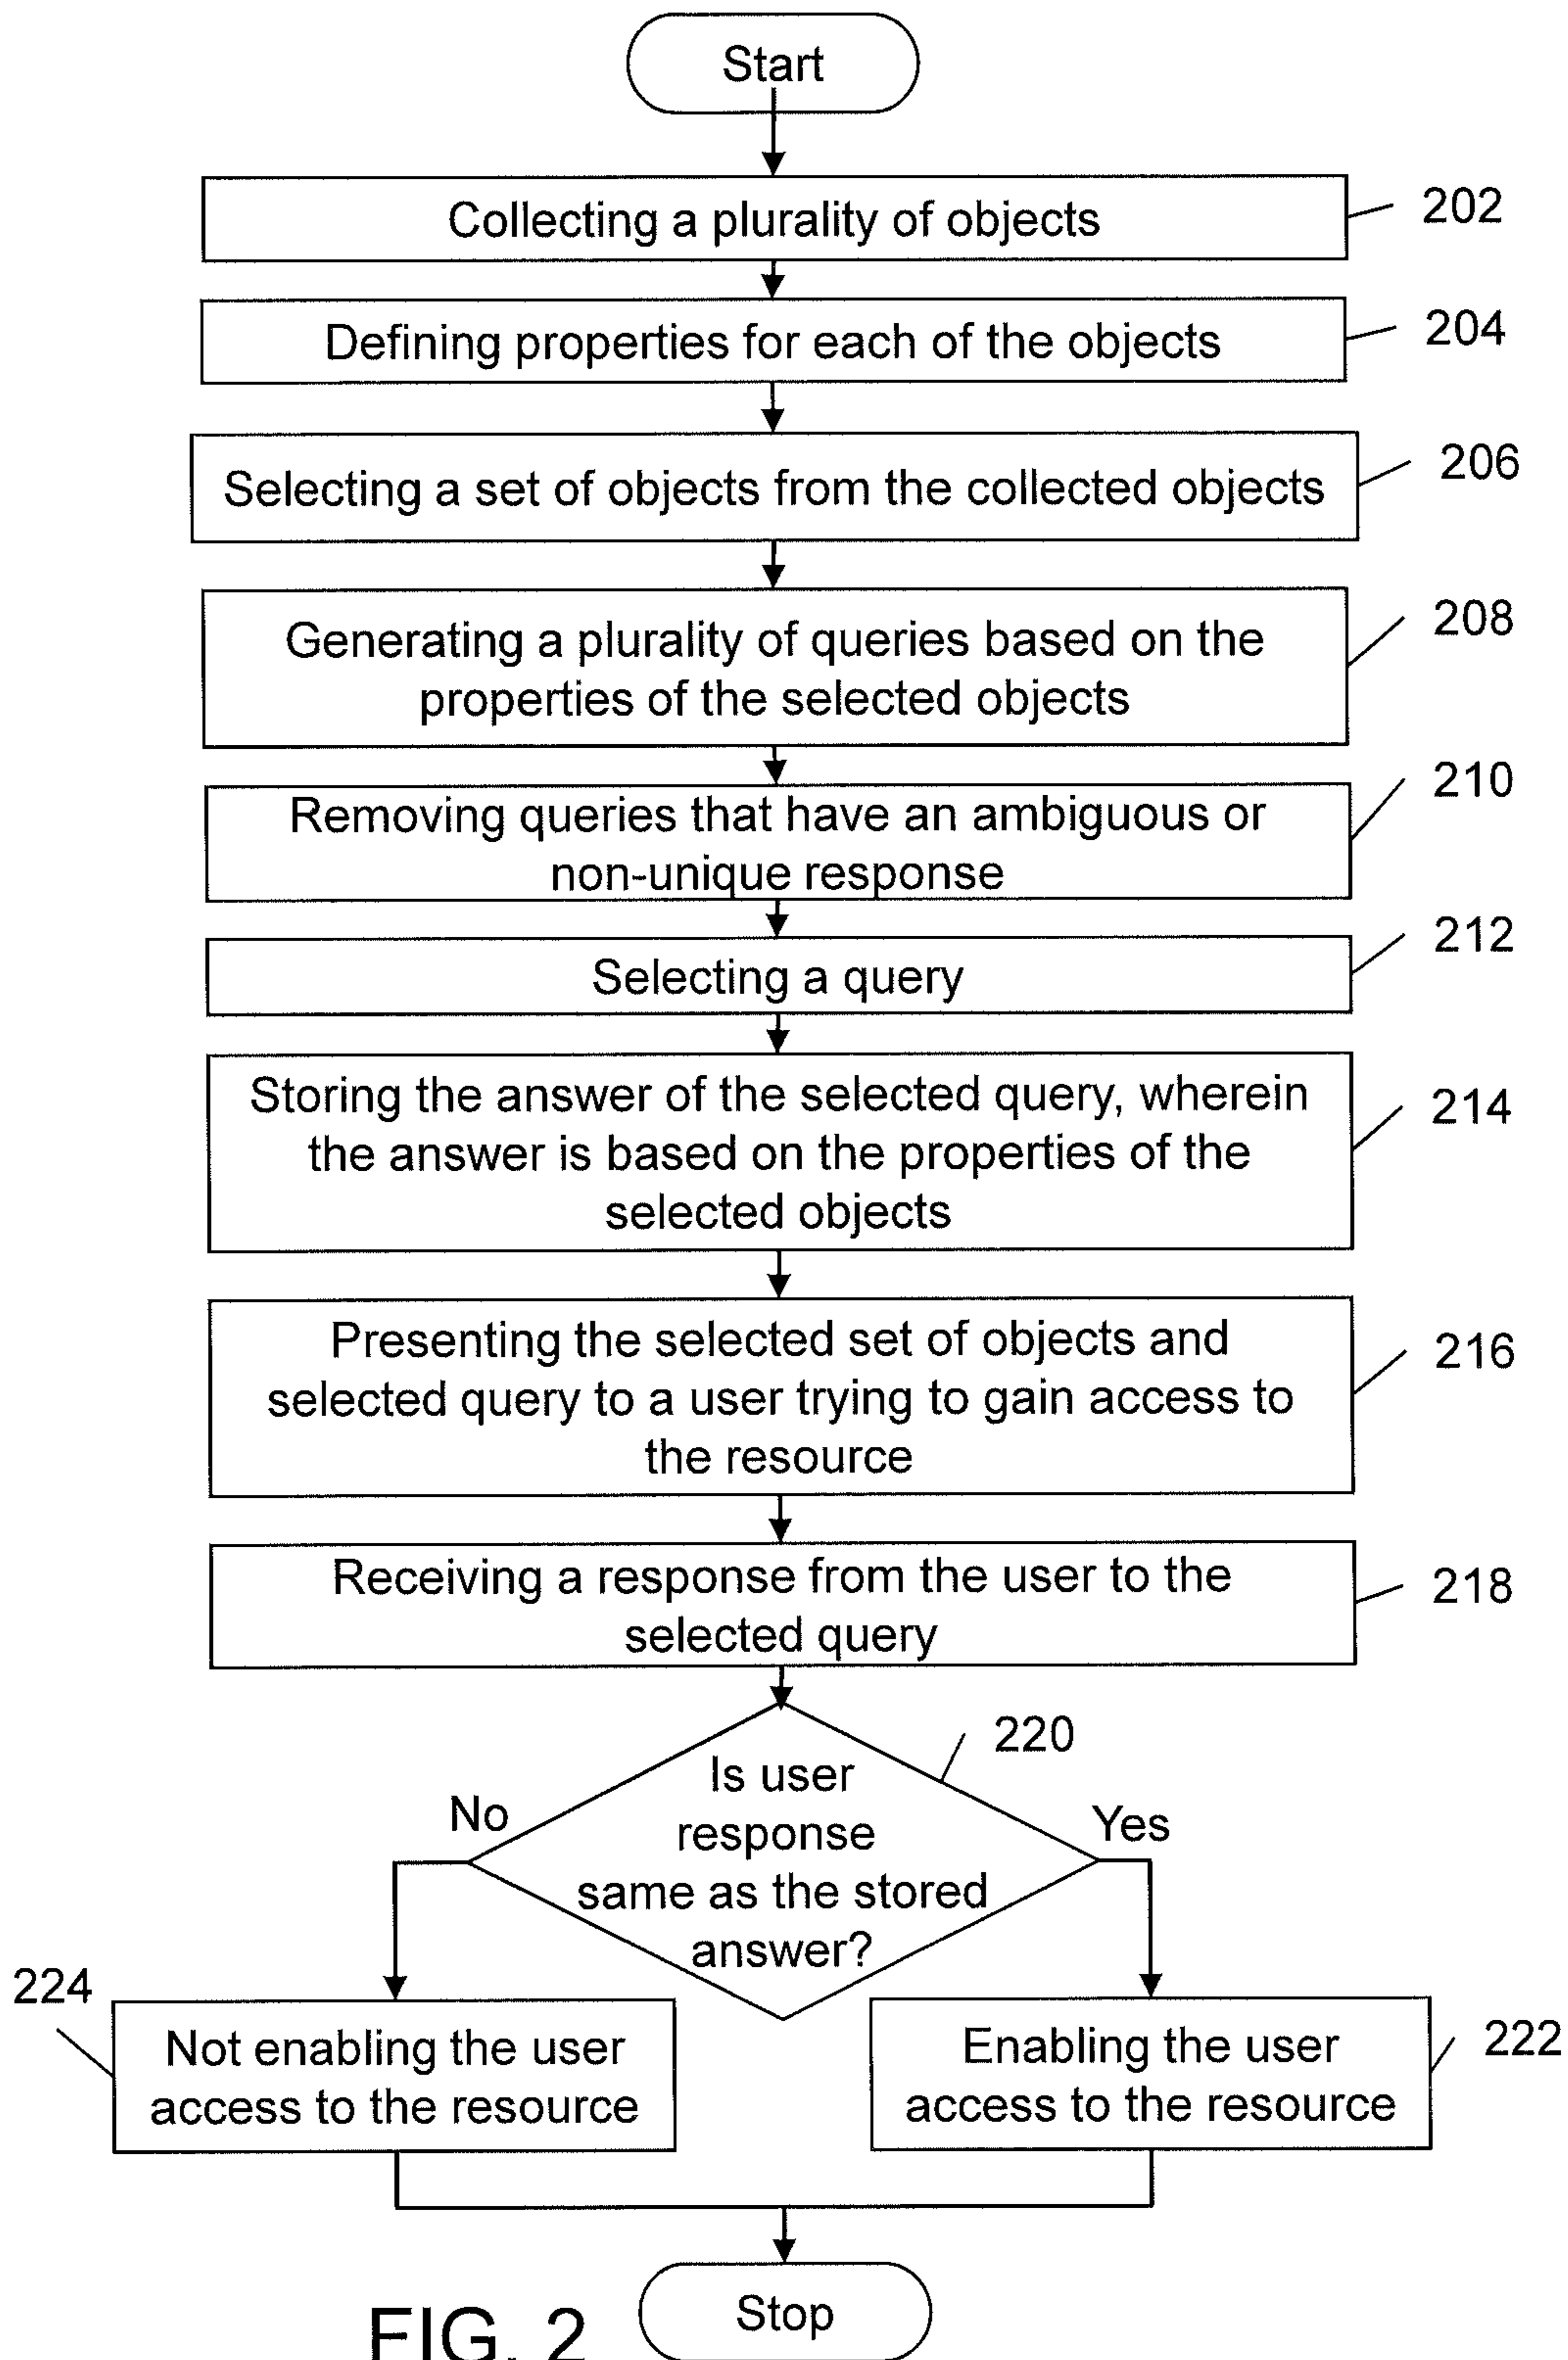 Start
Collecting a plurality of objects
202
Defining properties for each of the objects
204
Selecting a set of objects from the collected objects
206
Generating a plurality of queries based on the
properties of the selected objects
208
Removing queries that have an ambiguous or
non-unique response
210
Selecting a query
212
Storing the answer of the selected query, wherein
the answer is based on the properties of the
selected objects
214
Presenting the selected set of objects and
selected query to a user trying to gain access to
the resource
216
Receiving a response from the user to the
selected query
218
220
Is user
response
same as the stored
answer?
No
Yes
224
Not enabling the user
access to the resource
Enabling the user
access to the resource
222
Stop
FIG. 2